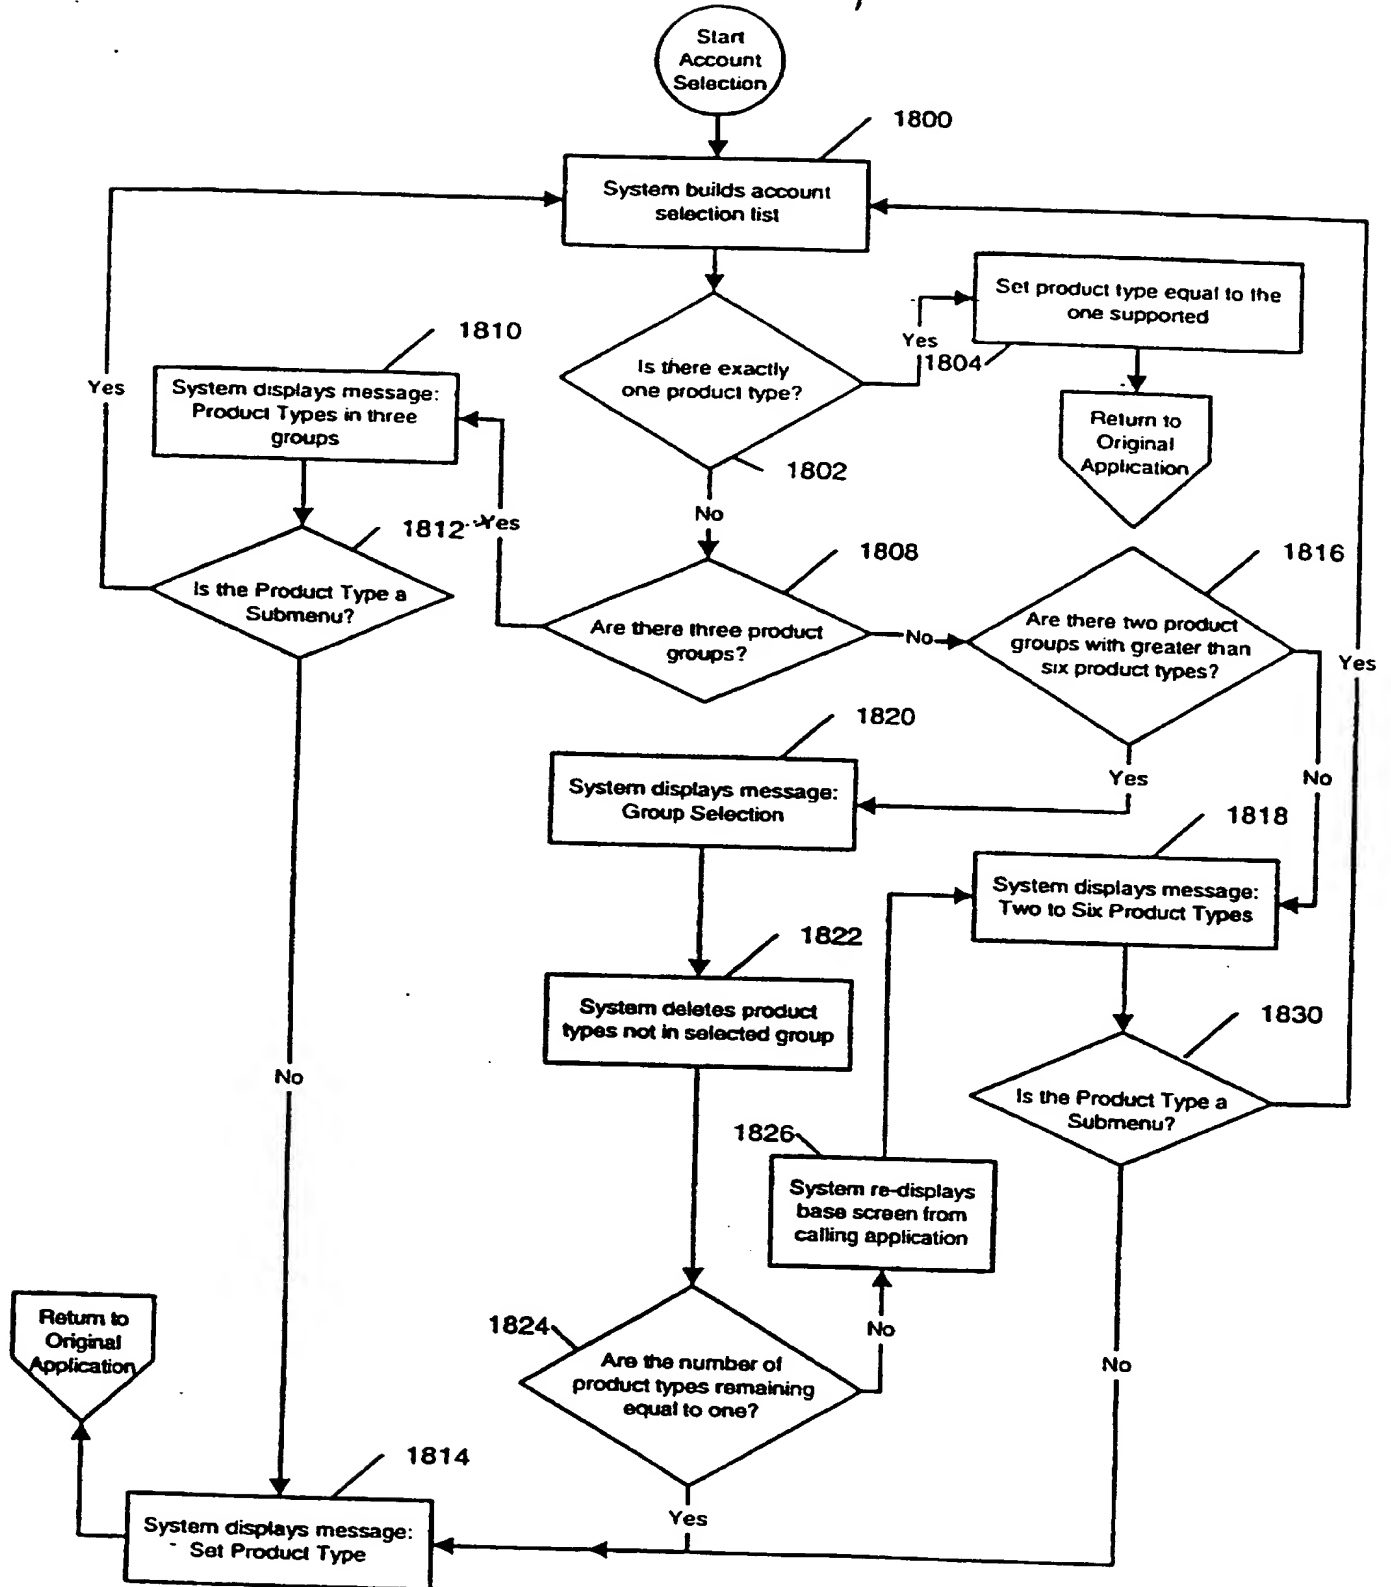 Start
Account
Selection
1800
System builds account
selection list
Set product type equal to the
one supported
1804
Yes
Is there exactly
one product type?
1802
Return to
Original
Application
1810
System displays message:
Product Types in three
groups
Yes
1812
Yes
No
Is the Product Type a
Submenu?
1808
Are there three product
groups?
No
1816
Are there two product
groups with greater than
six product types?
Yes
Yes
No
1820
System displays message:
Group Selection
1818
System displays message:
Two to Six Product Types
1822
System deletes product
types not in selected group
1830
Is the Product Type a
Submenu?
No
1826
System re-displays
base screen from
calling application
No
1824
Are the number of
product types remaining
equal to one?
No
Return to
Original
Application
1814
Yes
System displays message:
Set Product Type